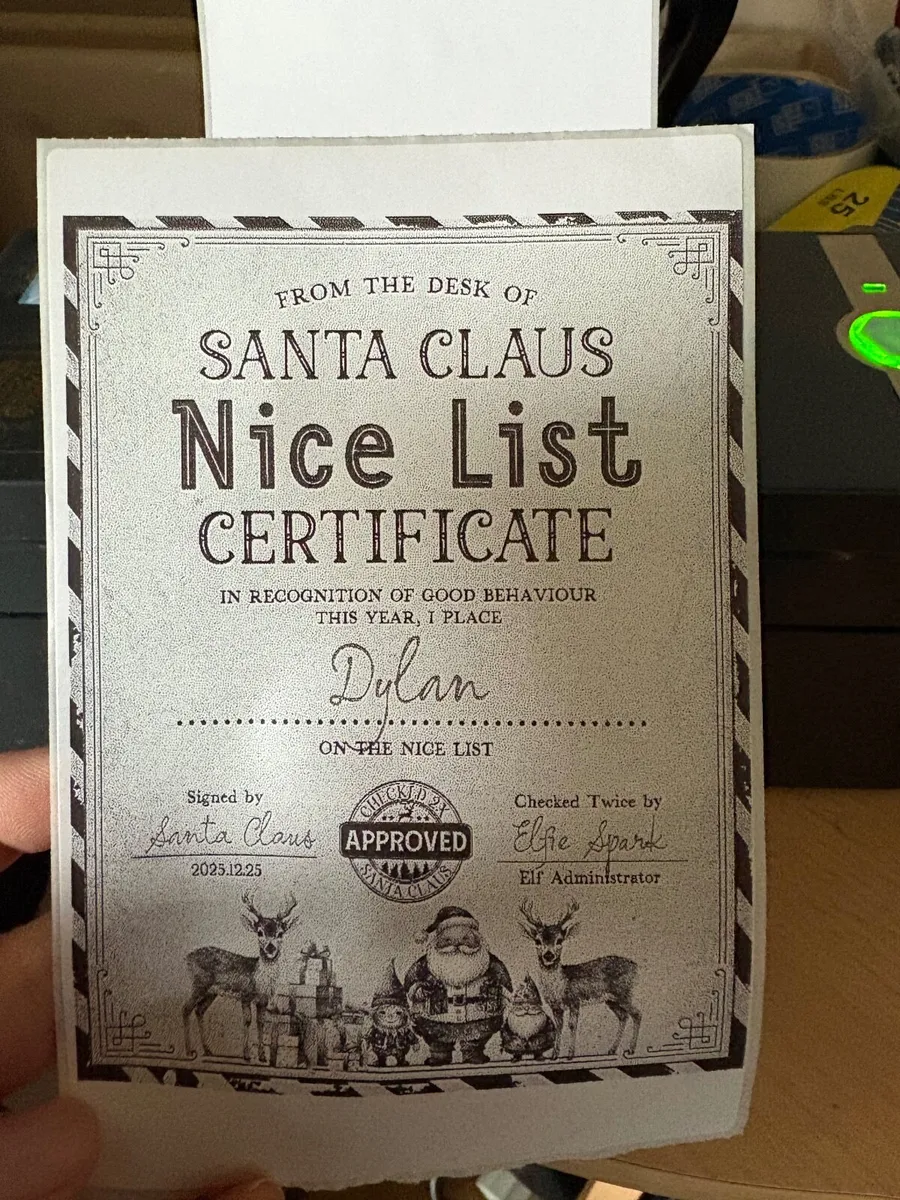 FROM THE DESK OF
SANTA CLAUS
Nice List
CERTIFICATE
IN RECOGNITION OF GOOD BEHAVIOUR
THIS YEAR, I PLACE
Dylan
ON THE NICE LIST
Signed by
Santa Claus
2025.12.25
CHECKED 2X
APPROVED
SANTA CLAUS
Checked Twice by
Elfie Spark
Elf Administrator
25